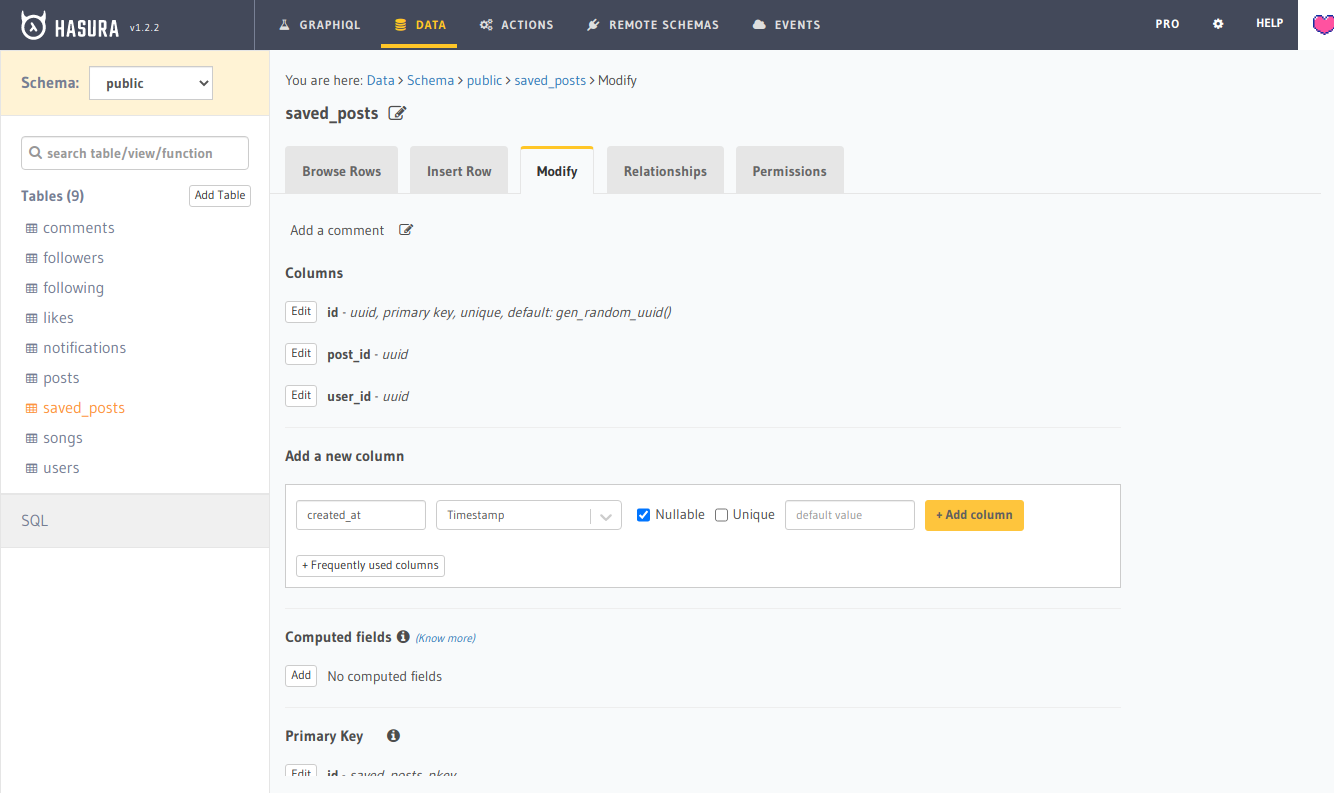 HASURA v1.2.2 GRAPHIQL DATA ACTIONS REMOTE SCHEMAS EVENTS PRO HELP
Schema: public
search table/view/function
Tables (9) Add Table
comments
followers
following
likes
notifications
posts
saved_posts
songs
users
SQL
You are here: Data > Schema > public > saved_posts > Modify
saved_posts
Browse Rows Insert Row Modify Relationships Permissions
Add a comment
Columns
Edit id - uuid, primary key, unique, default: gen_random_uuid()
Edit post_id - uuid
Edit user_id - uuid
Add a new column
created_at Timestamp Nullable Unique default value + Add column
+ Frequently used columns
Computed fields (Know more)
Add No computed fields
Primary Key
Edit id - saved_posts_pkey